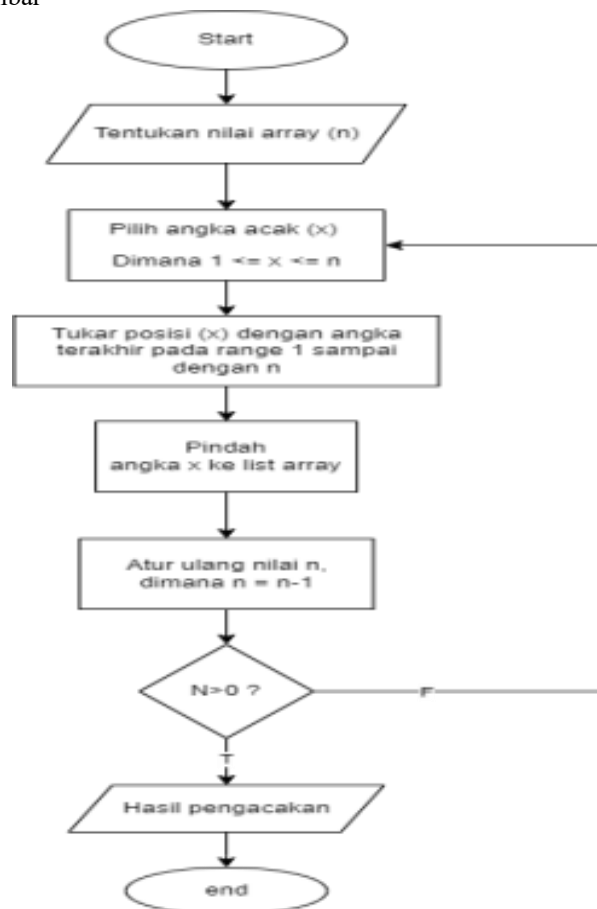 Start
Tentukan nilai array (n)
Pilih angka acak (x)
Dimana 1 <= x <= n
Tukar posisi (x) dengan angka
terakhir pada range 1 sampai
dengan n
Pindah
angka x ke list array
Atur ulang nilai n,
dimana n = n-1
N>0 ?
F
T
Hasil pengacakan
end